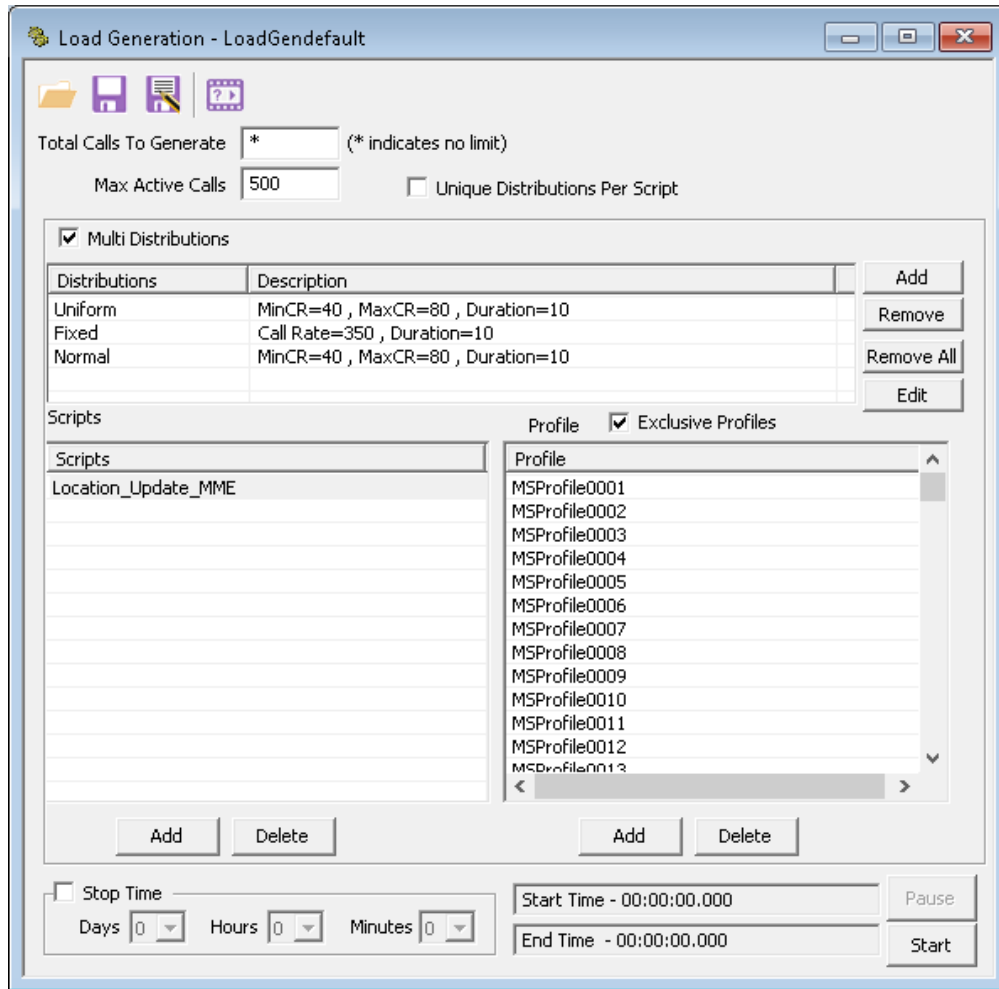 Load Generation - LoadGendefault
Total Calls To Generate * (* indicates no limit)
Max Active Calls 500 Unique Distributions Per Script
Multi Distributions
Distributions Description
Uniform MinCR=40 , MaxCR=80 , Duration=10
Fixed Call Rate=350 , Duration=10
Normal MinCR=40 , MaxCR=80 , Duration=10
Add
Remove
Remove All
Edit
Scripts
Profile Exclusive Profiles
Scripts
Location_Update_MME
Profile
MSProfile0001
MSProfile0002
MSProfile0003
MSProfile0004
MSProfile0005
MSProfile0006
MSProfile0007
MSProfile0008
MSProfile0009
MSProfile0010
MSProfile0011
MSProfile0012
MSProfile0013
Add Delete
Add Delete
Stop Time
Days 0 Hours 0 Minutes 0
Start Time - 00:00:00.000
End Time - 00:00:00.000
Pause
Start